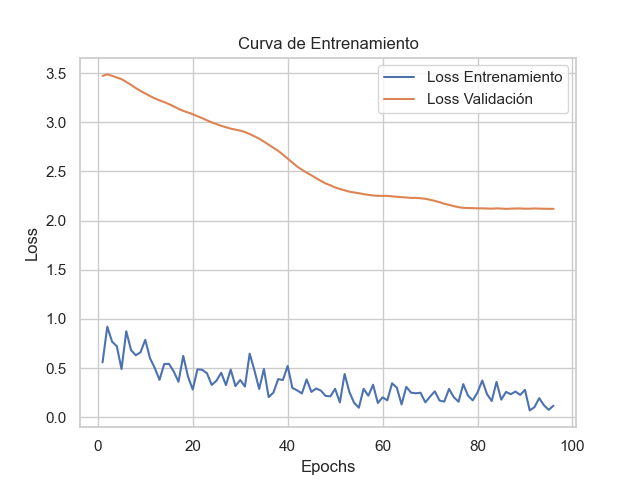 Curva de Entrenamiento
Loss Entrenamiento
Loss Validación
3.5
3.0
2.5
2.0
1.5
1.0
0.5
0.0
Loss
0 20 40 60 80 100
Epochs